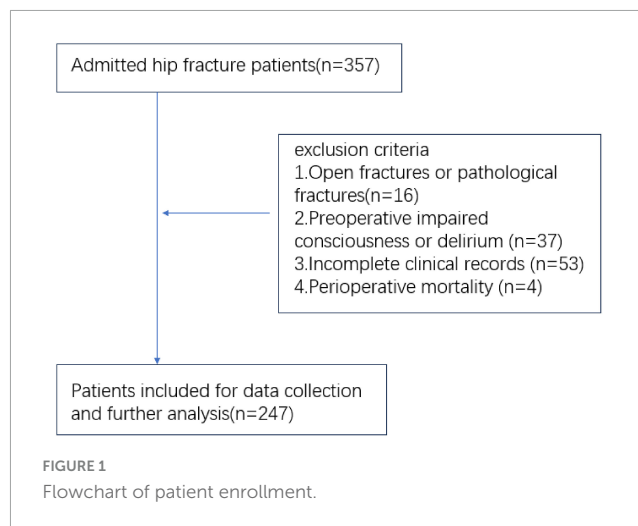 Admitted hip fracture patients(n=357)
exclusion criteria
1.Open fractures or pathological
fractures(n=16)
2.Preoperative impaired
consciousness or delirium (n=37)
3.Incomplete clinical records (n=53)
4.Perioperative mortality (n=4)
Patients included for data collection
and further analysis(n=247)
FIGURE 1
Flowchart of patient enrollment.